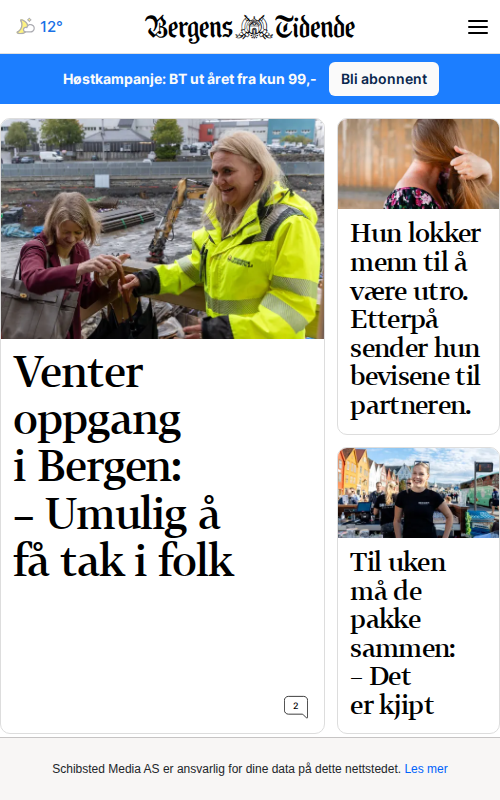 12°
Bergens Tidende
Høstkampanje: BT ut året fra kun 99,-
Bli abonnent
Venter
oppgang
i Bergen:
– Umulig å
få tak i folk
2
Hun lokker
menn til å
være utro.
Etterpå
sender hun
bevisene til
partneren.
Til uken
må de
pakke
sammen:
– Det
er kjipt
Schibsted Media AS er ansvarlig for dine data på dette nettstedet. Les mer